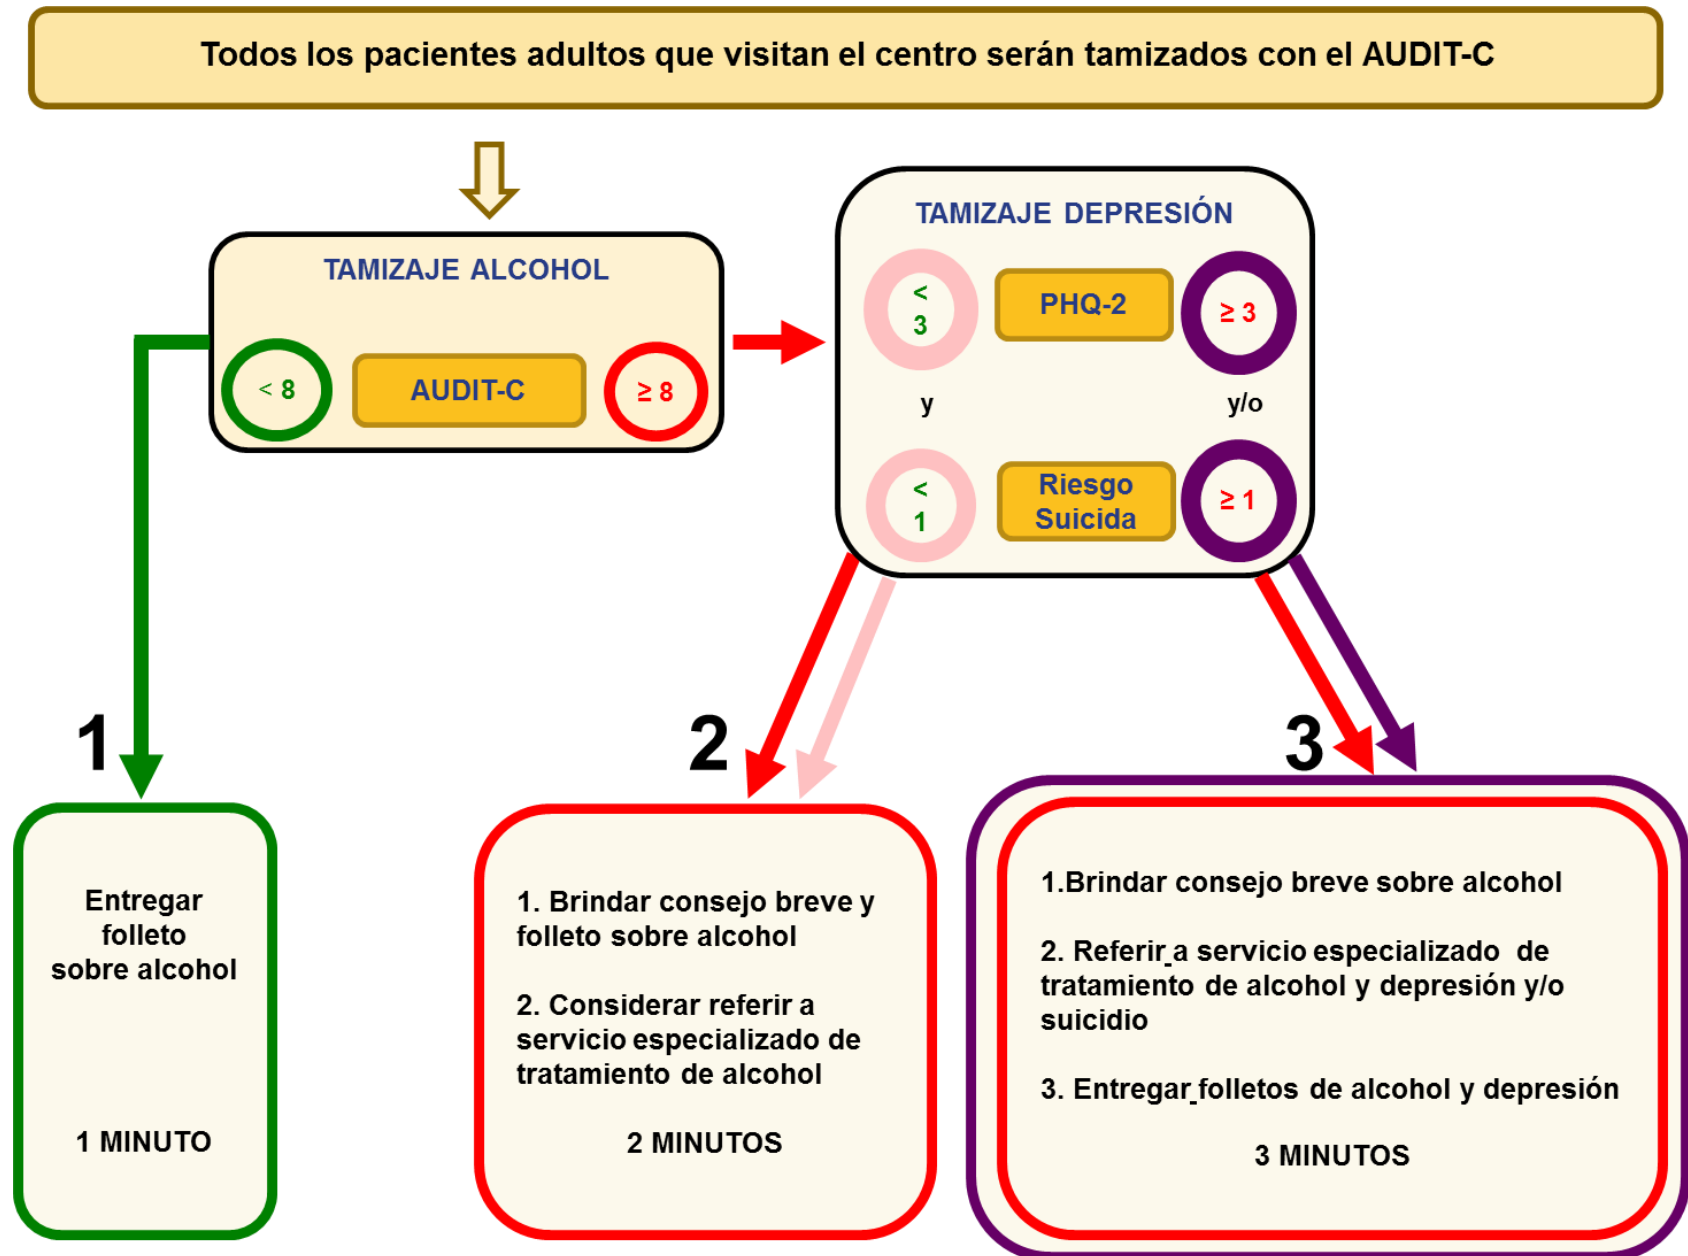 Todos los pacientes adultos que visitan el centro serán tamizados con el AUDIT-C
TAMIZAJE ALCOHOL
< 8
AUDIT-C
≥ 8
TAMIZAJE DEPRESIÓN
<
3
PHQ-2
≥ 3
y
y/o
<
1
Riesgo
Suicida
≥ 1
1
Entregar
folleto
sobre alcohol
1 MINUTO
2
1. Brindar consejo breve y
folleto sobre alcohol
2. Considerar referir a
servicio especializado de
tratamiento de alcohol
2 MINUTOS
3
1.Brindar consejo breve sobre alcohol
2. Referir a servicio especializado de
tratamiento de alcohol y depresión y/o
suicidio
3. Entregar folletos de alcohol y depresión
3 MINUTOS